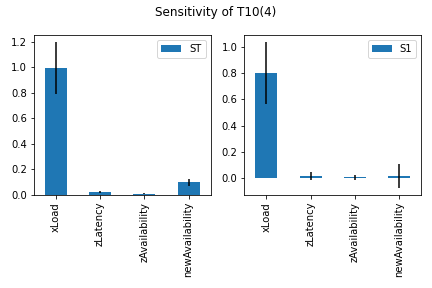 Sensitivity of T10(4)
1.2
1.0
0.8
0.6
0.4
0.2
0.0
ST
xLoad
zLatency
zAvailability
newAvailability
1.0
0.8
0.6
0.4
0.2
0.0
S1
xLoad
zLatency
zAvailability
newAvailability